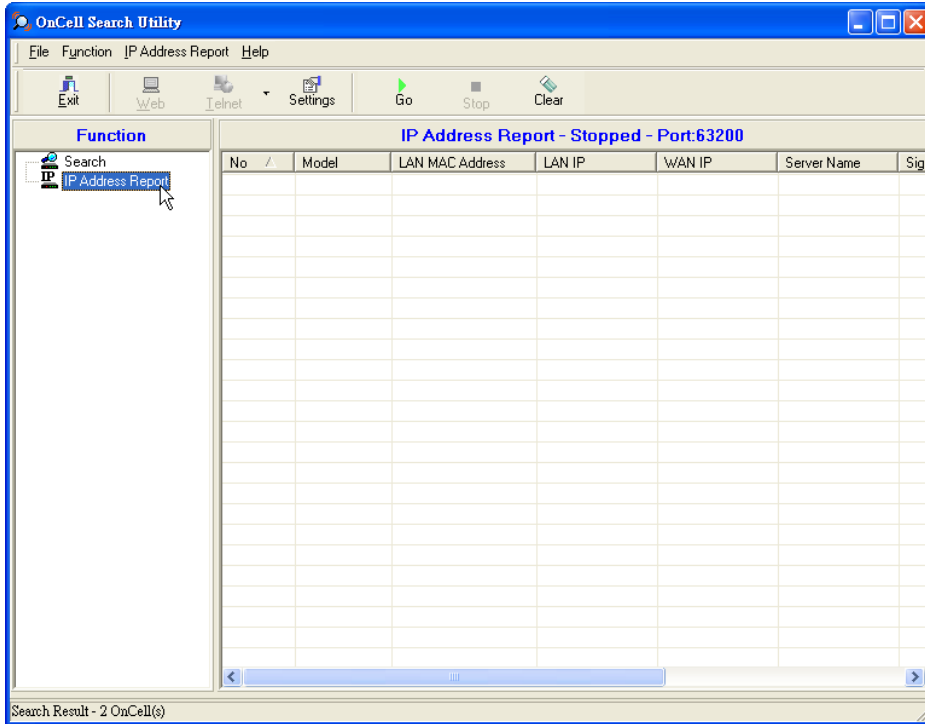 OnCell Search Utility
File Function IP Address Report Help
Exit Web Telnet Settings Go Stop Clear
Function
IP Address Report - Stopped - Port:63200
Search
IP IP Address Report
No Model LAN MAC Address LAN IP WAN IP Server Name Sig
Search Result - 2 OnCell(s)